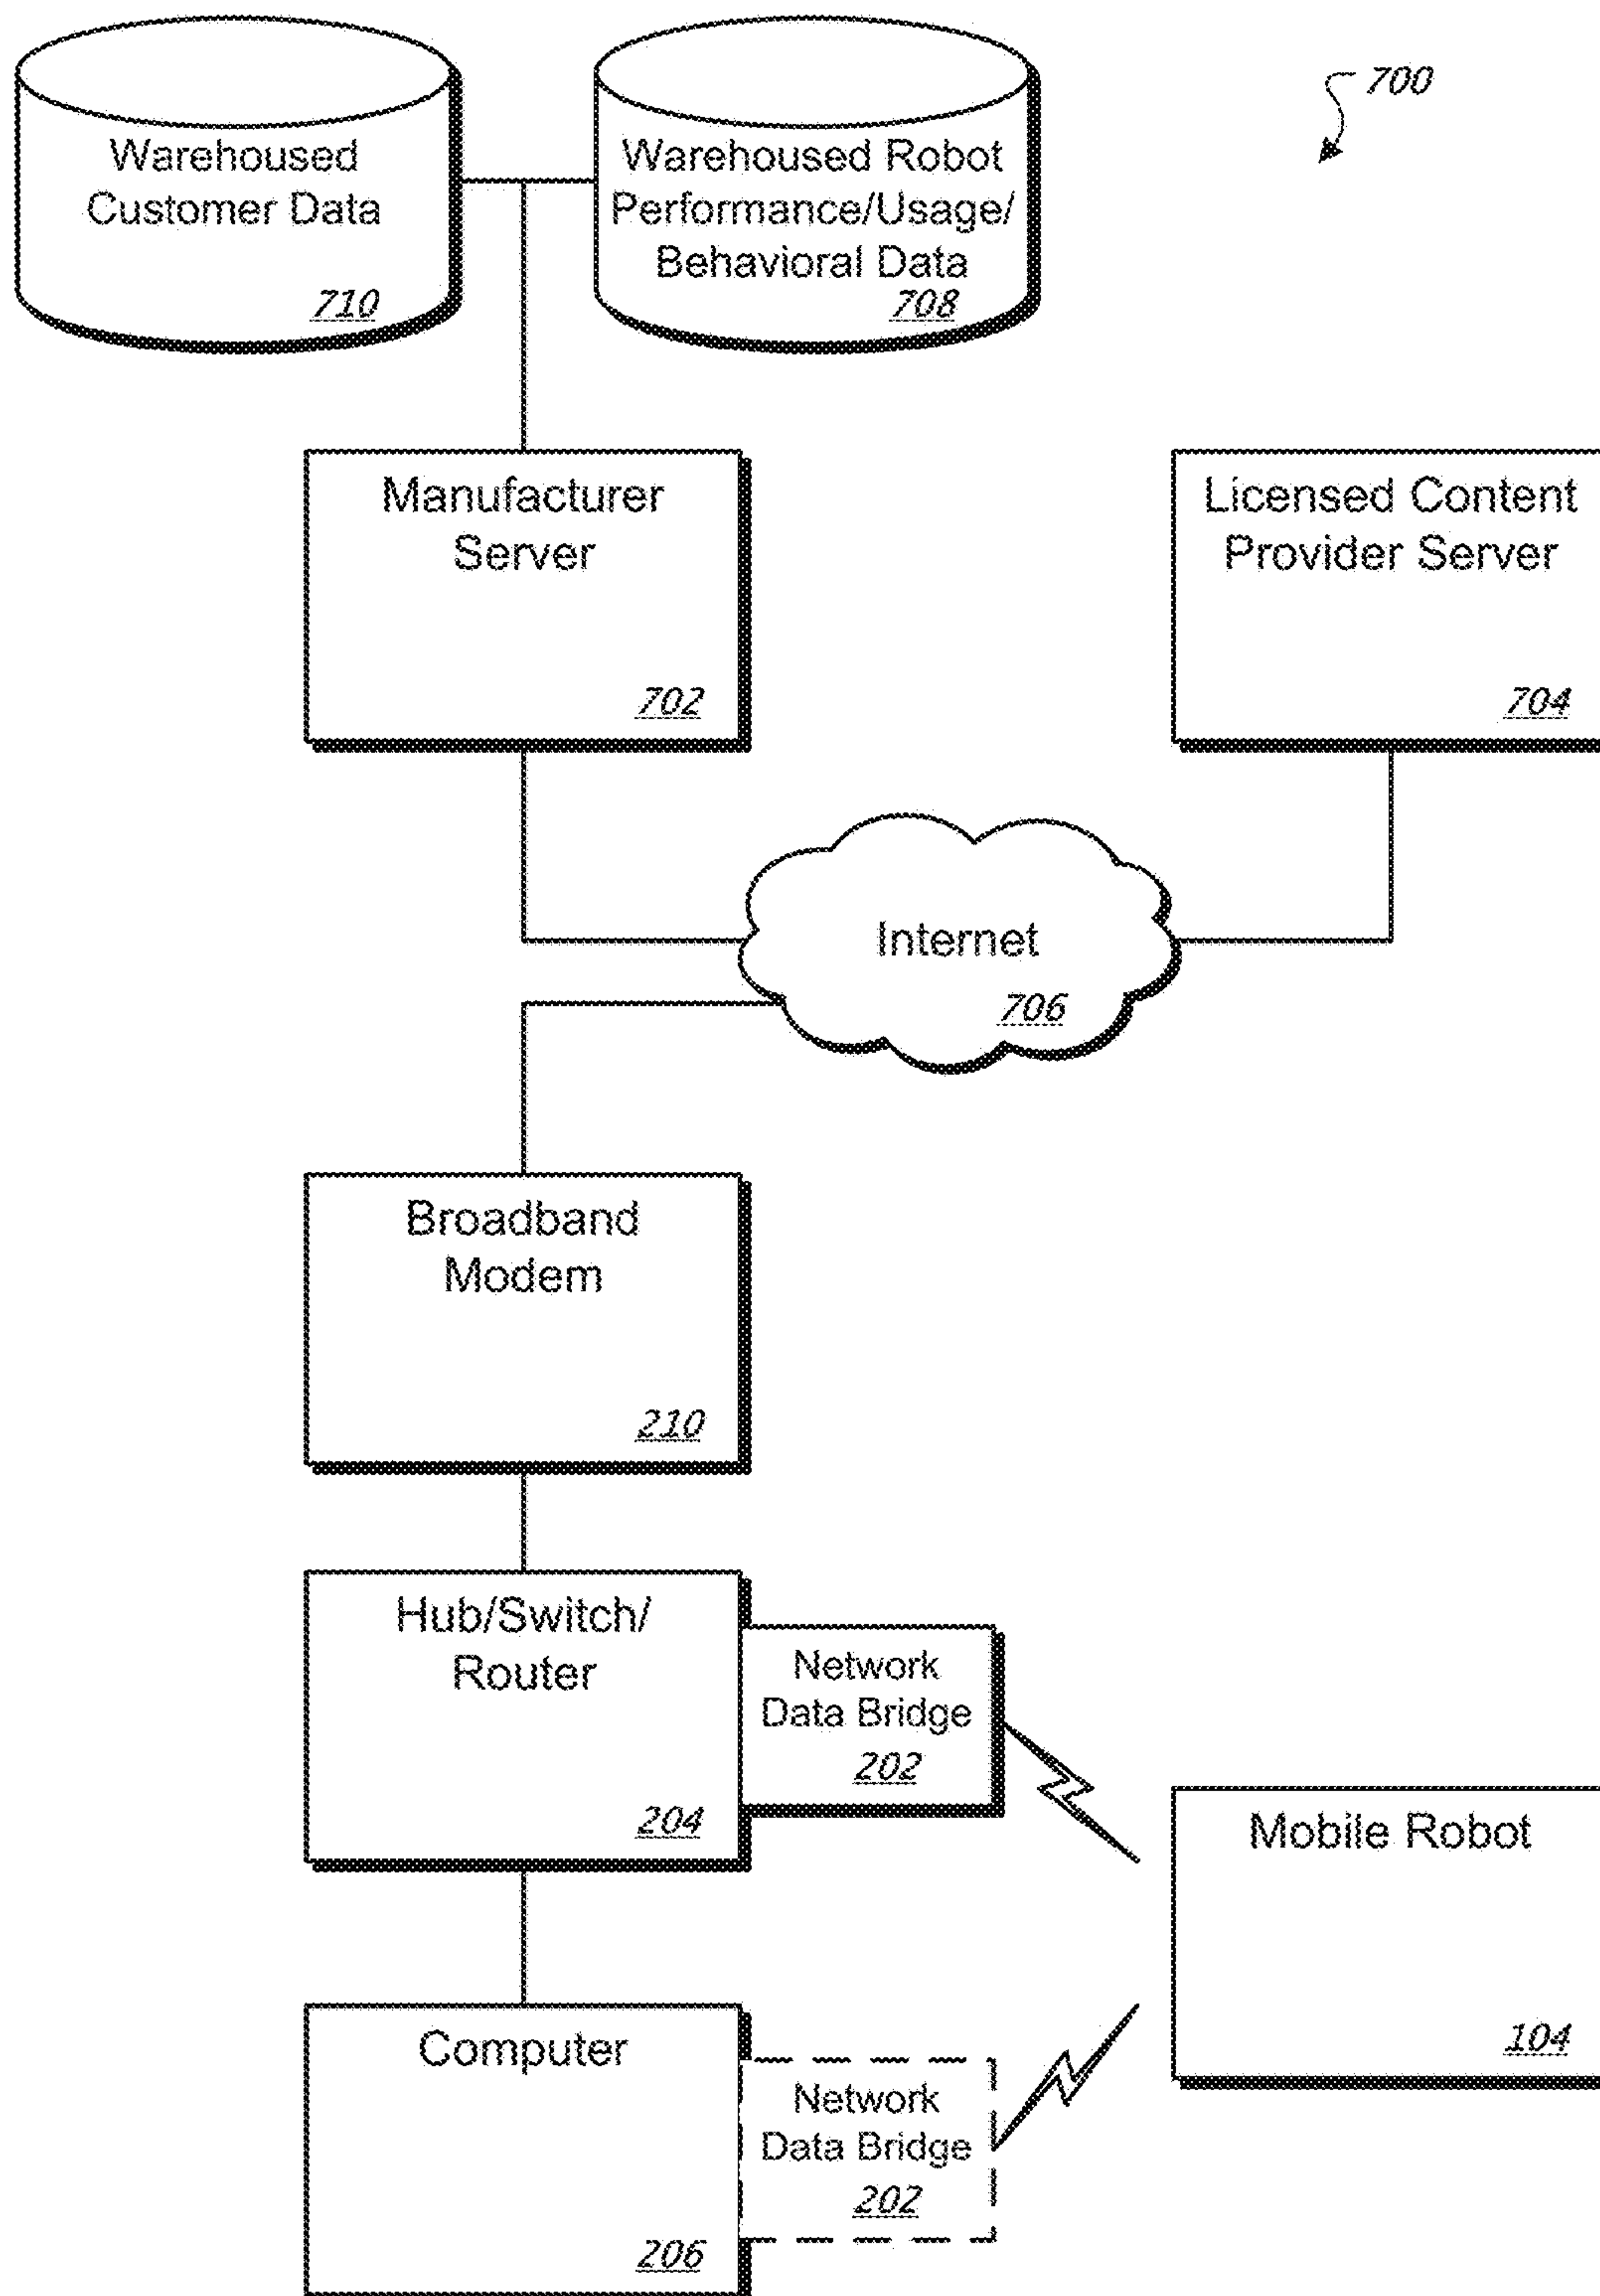 700
Warehoused
Customer Data
710
Warehoused Robot
Performance/Usage/
Behavioral Data
708
Manufacturer
Server
702
Licensed Content
Provider Server
704
Internet
706
Broadband
Modem
210
Hub/Switch/
Router
204
Network
Data Bridge
202
Mobile Robot
104
Computer
206
Network
Data Bridge
202